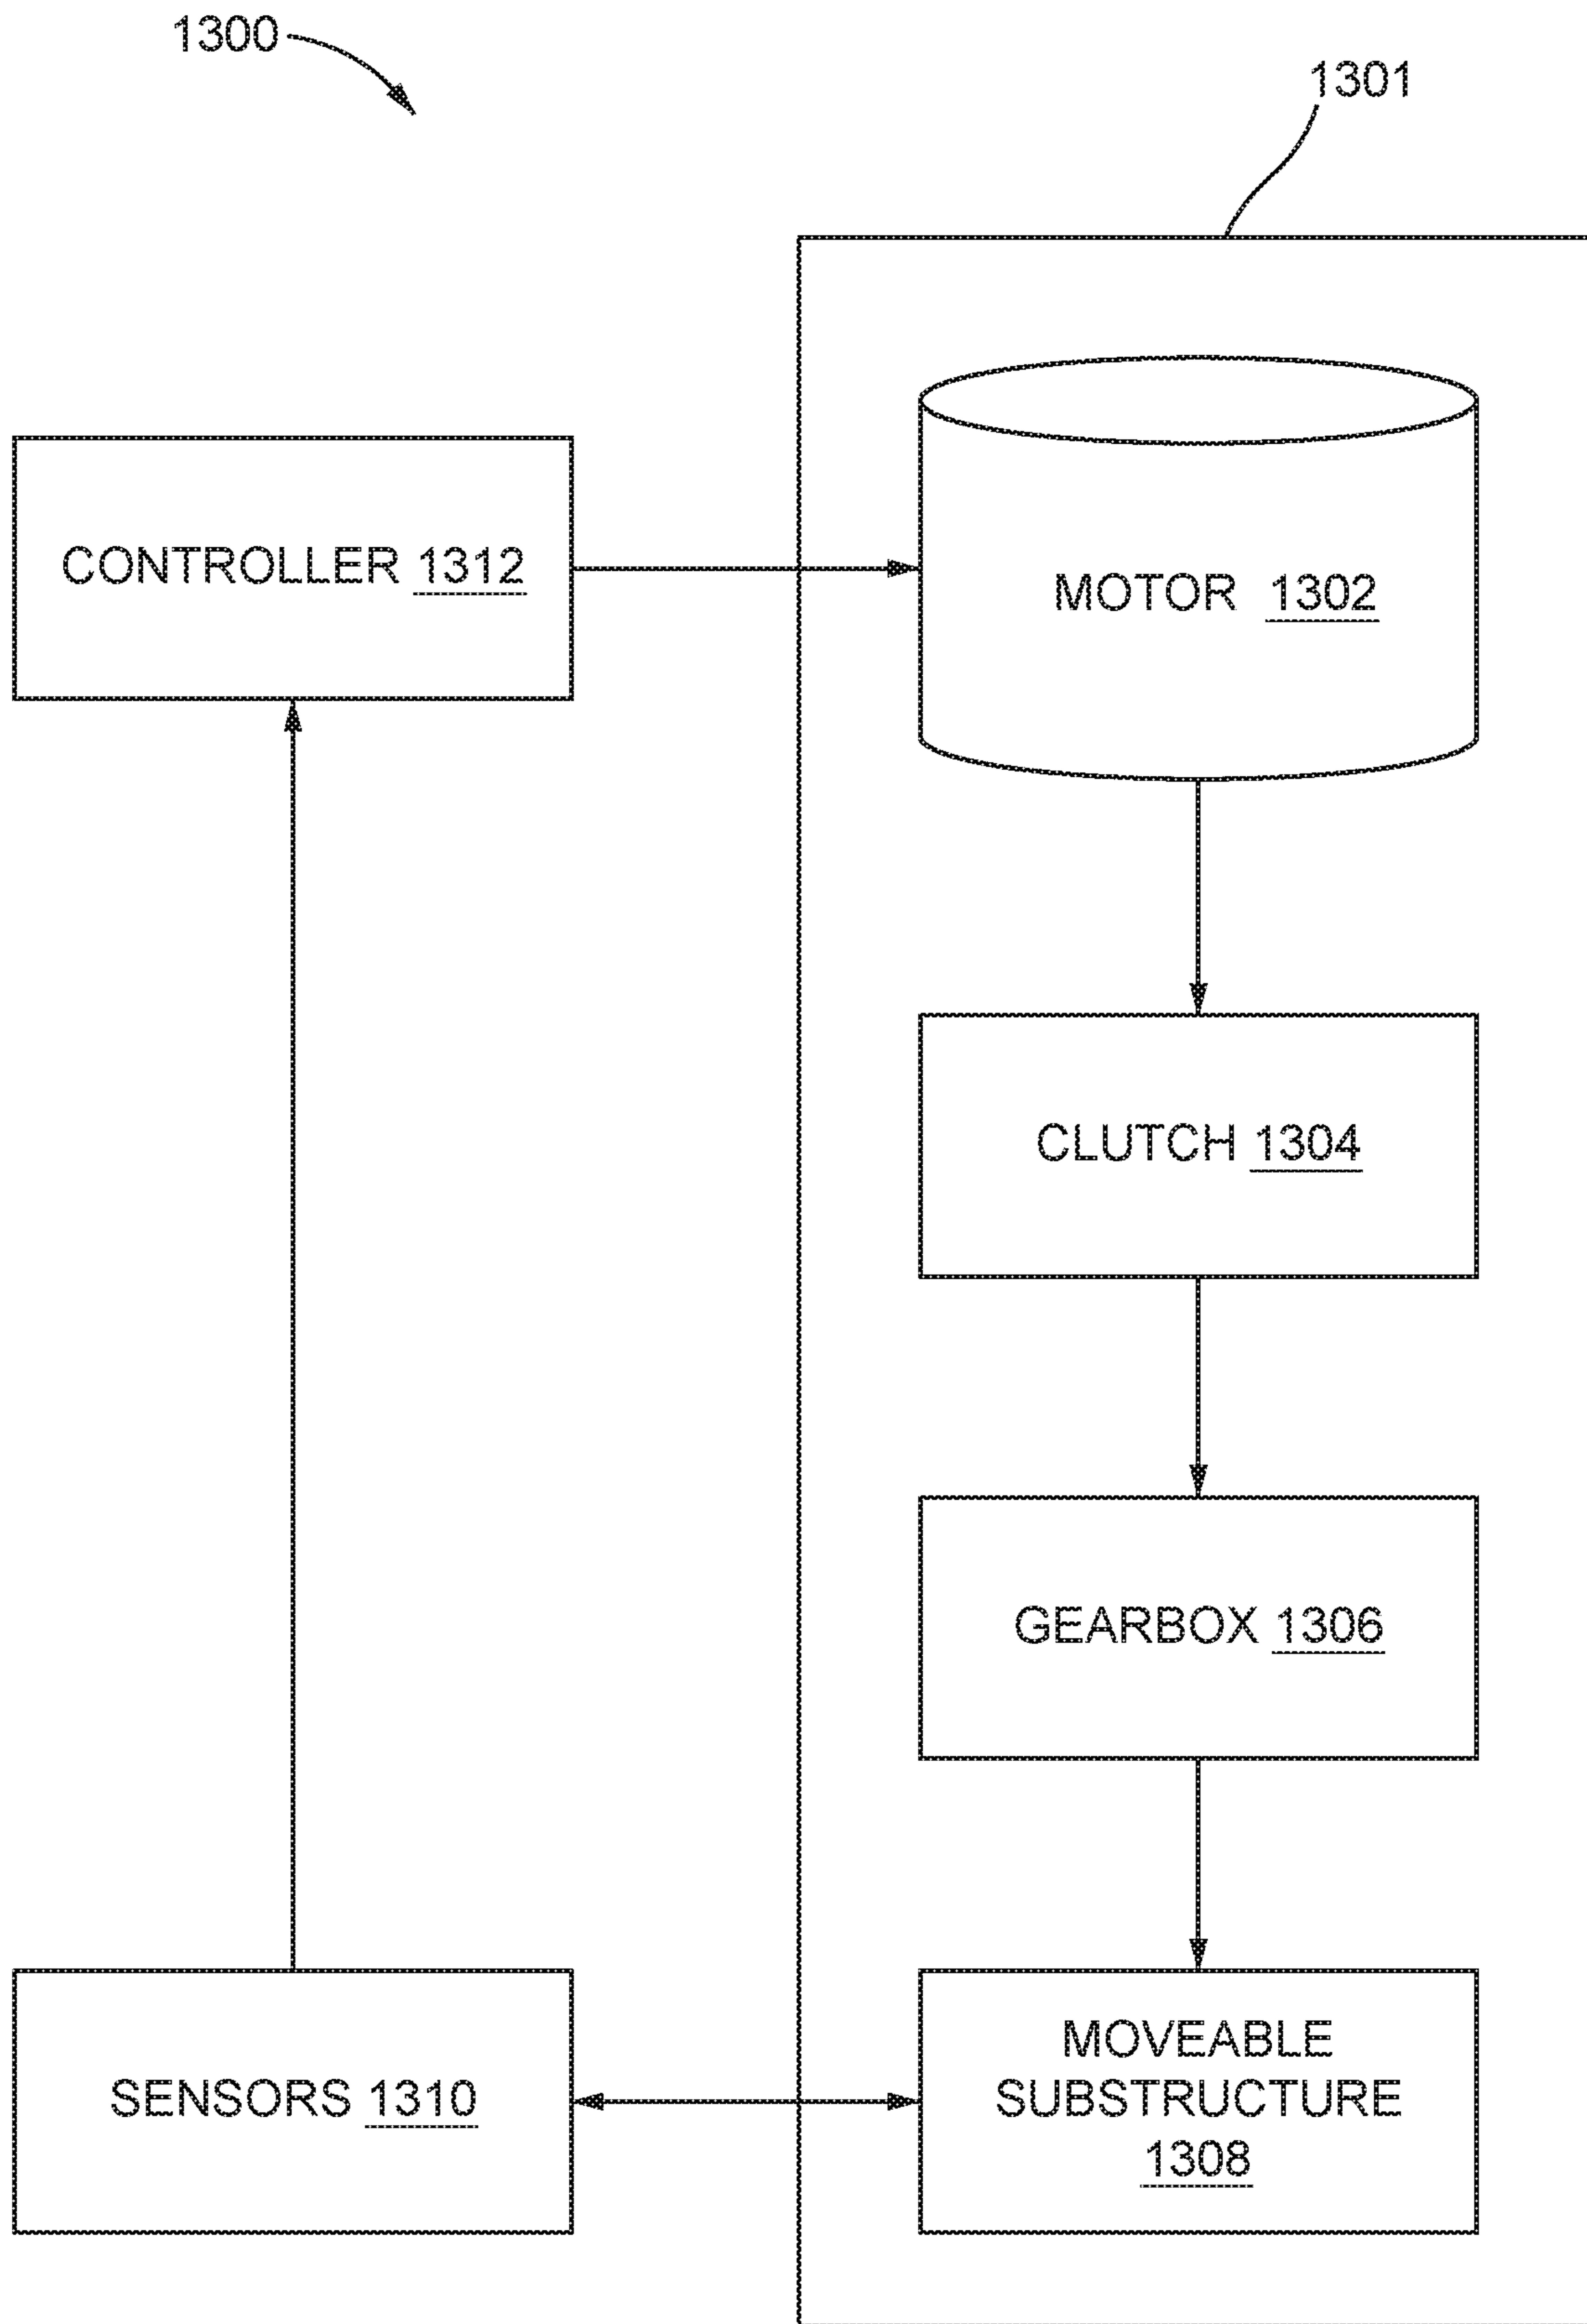 1300
1301
CONTROLLER 1312
MOTOR 1302
CLUTCH 1304
GEARBOX 1306
SENSORS 1310
MOVEABLE
SUBSTRUCTURE
1308